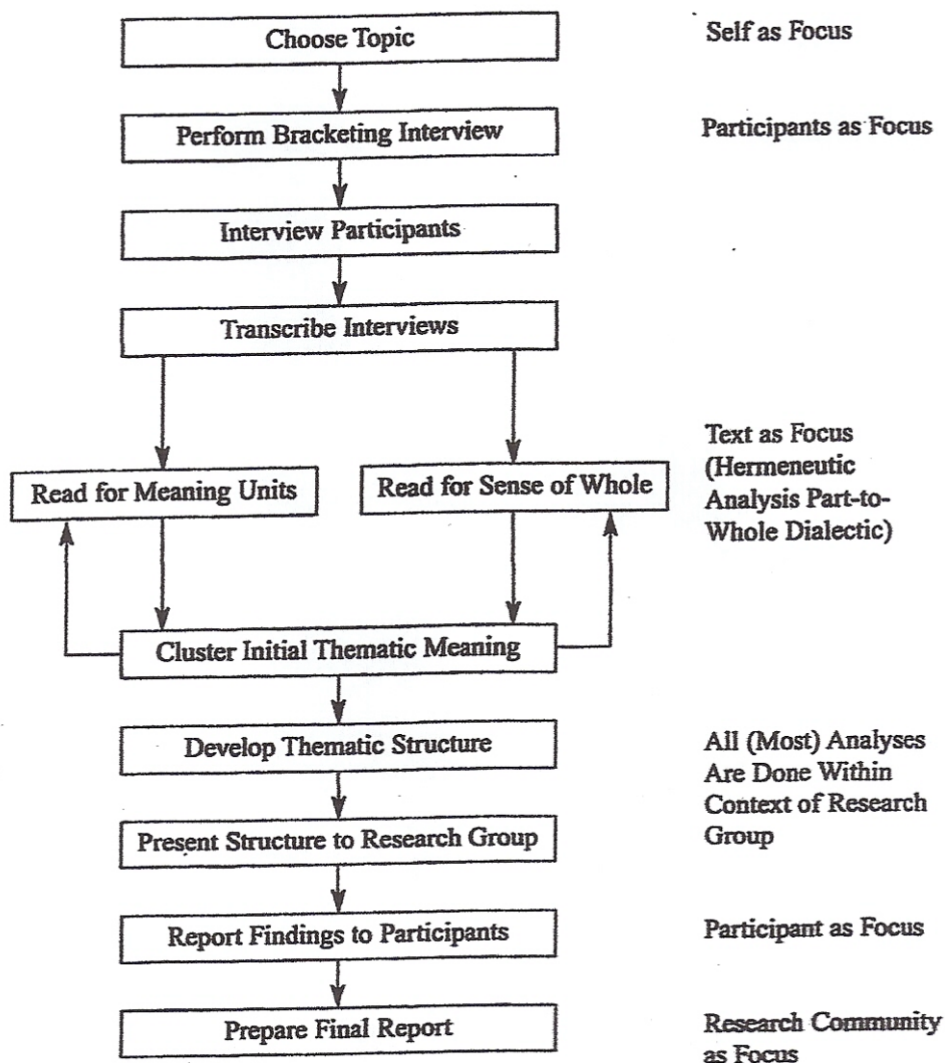 Choose Topic
Self as Focus
Perform Bracketing Interview
Participants as Focus
Interview Participants
Transcribe Interviews
Read for Meaning Units
Read for Sense of Whole
Text as Focus
(Hermeneutic
Analysis Part-to-
Whole Dialectic)
Cluster Initial Thematic Meaning
Develop Thematic Structure
All (Most) Analyses
Are Done Within
Context of Research
Group
Present Structure to Research Group
Report Findings to Participants
Participant as Focus
Prepare Final Report
Research Community
as Focus